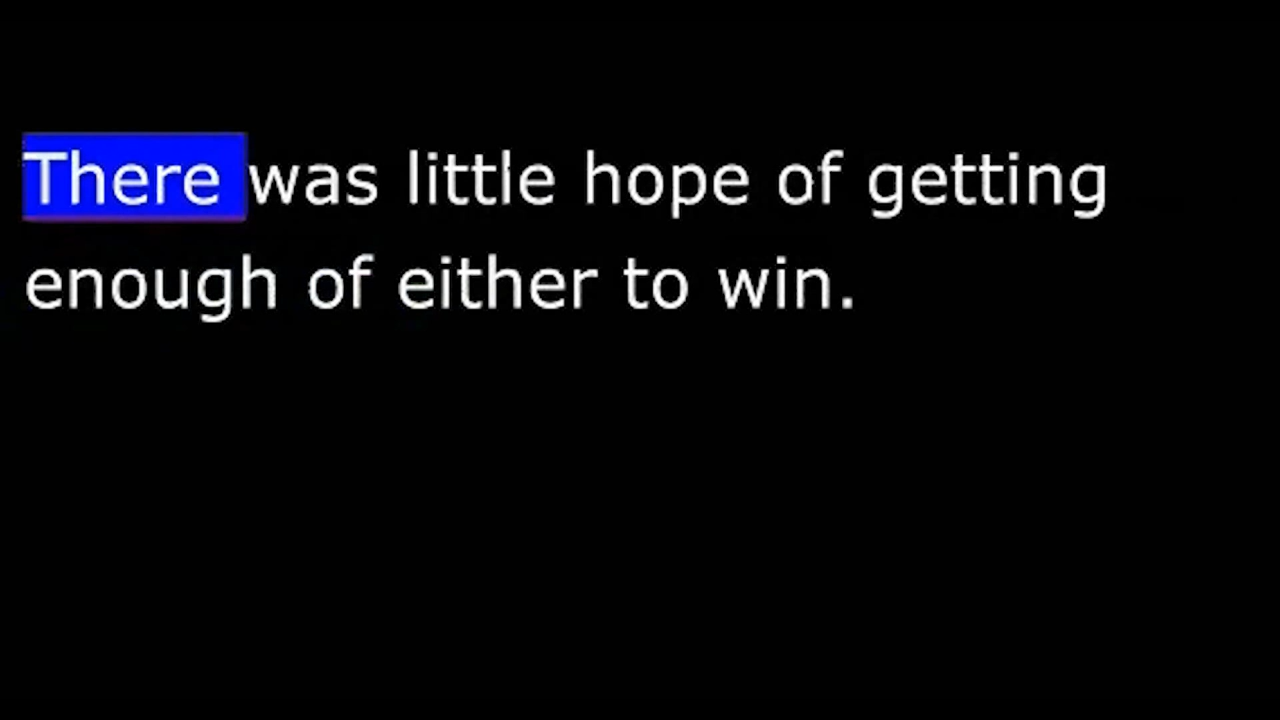 There was little hope of getting
enough of either to win.